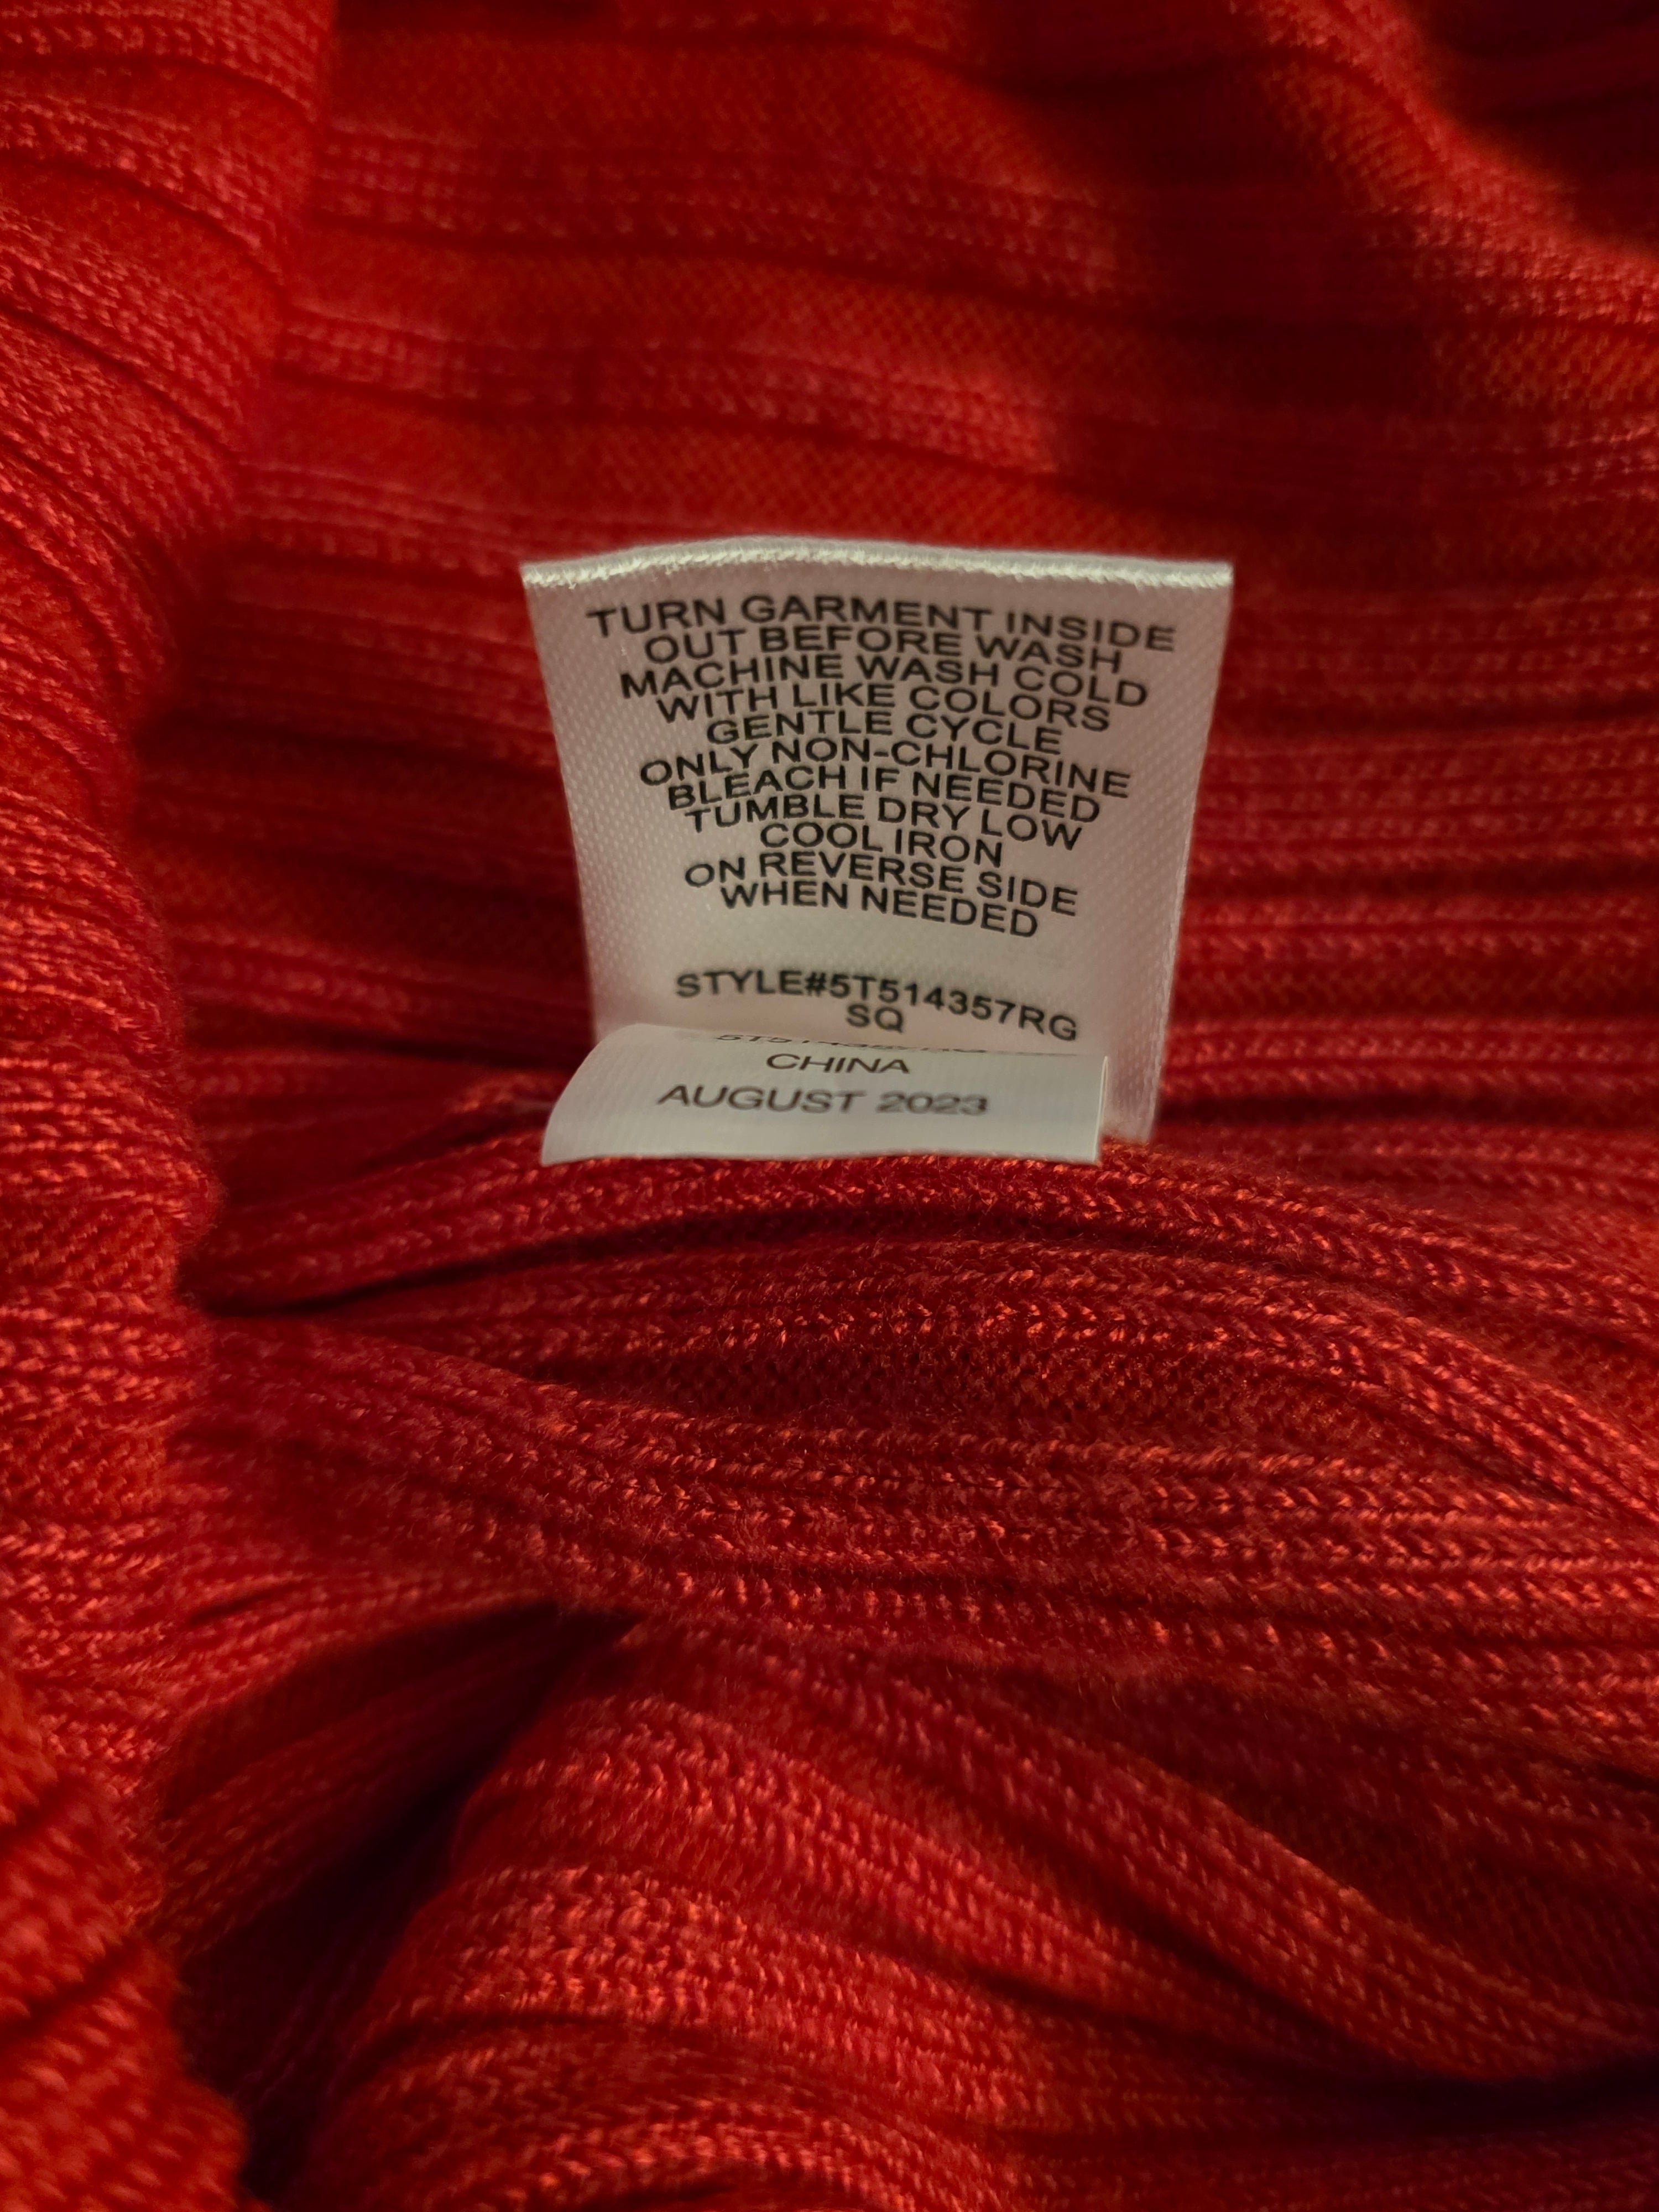 TURN GARMENT INSIDE
OUT BEFORE WASH
MACHINE WASH COLD
WITH LIKE COLORS
GENTLE CYCLE
ONLY NON-CHLORINE
BLEACH IF NEEDED
TUMBLE DRY LOW
COOL IRON
ON REVERSE SIDE
WHEN NEEDED
STYLE#5T514357RG
SQ
CHINA
AUGUST 2023